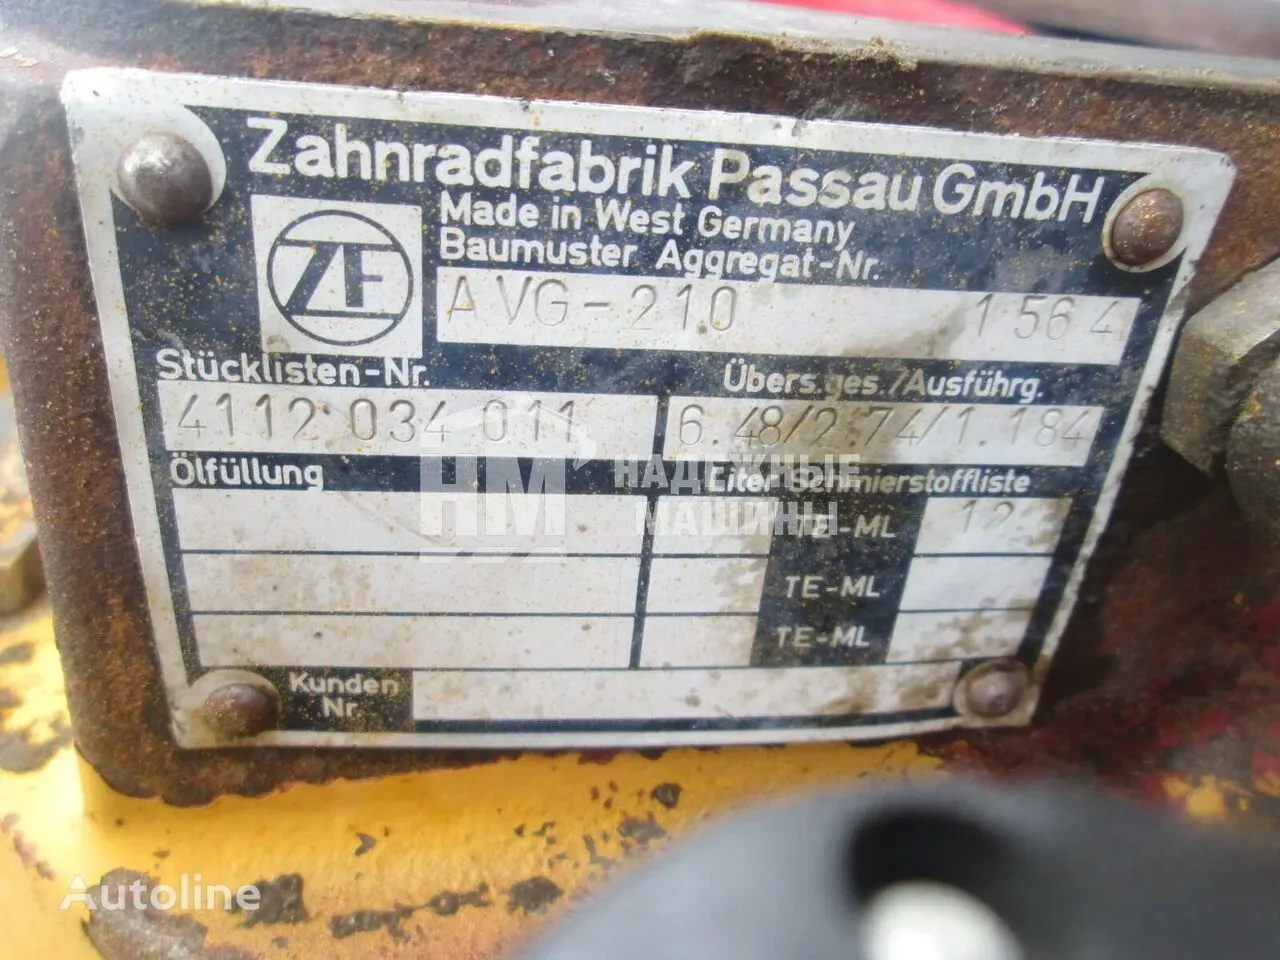 Zahnradfabrik Passau GmbH
ZF
Made in West Germany
Baumuster Aggregat-Nr.
AVG-210 1564
Stücklisten-Nr. Übers.ges./Ausführg.
4112 034 011 6.48/2.74/1.184
Ölfüllung Liter Schmierstoffliste
TE-ML 12
TE-ML
TE-ML
Kunden
Nr.
НМ НАДЕЖНЫЕ
МАШИНЫ
Autoline